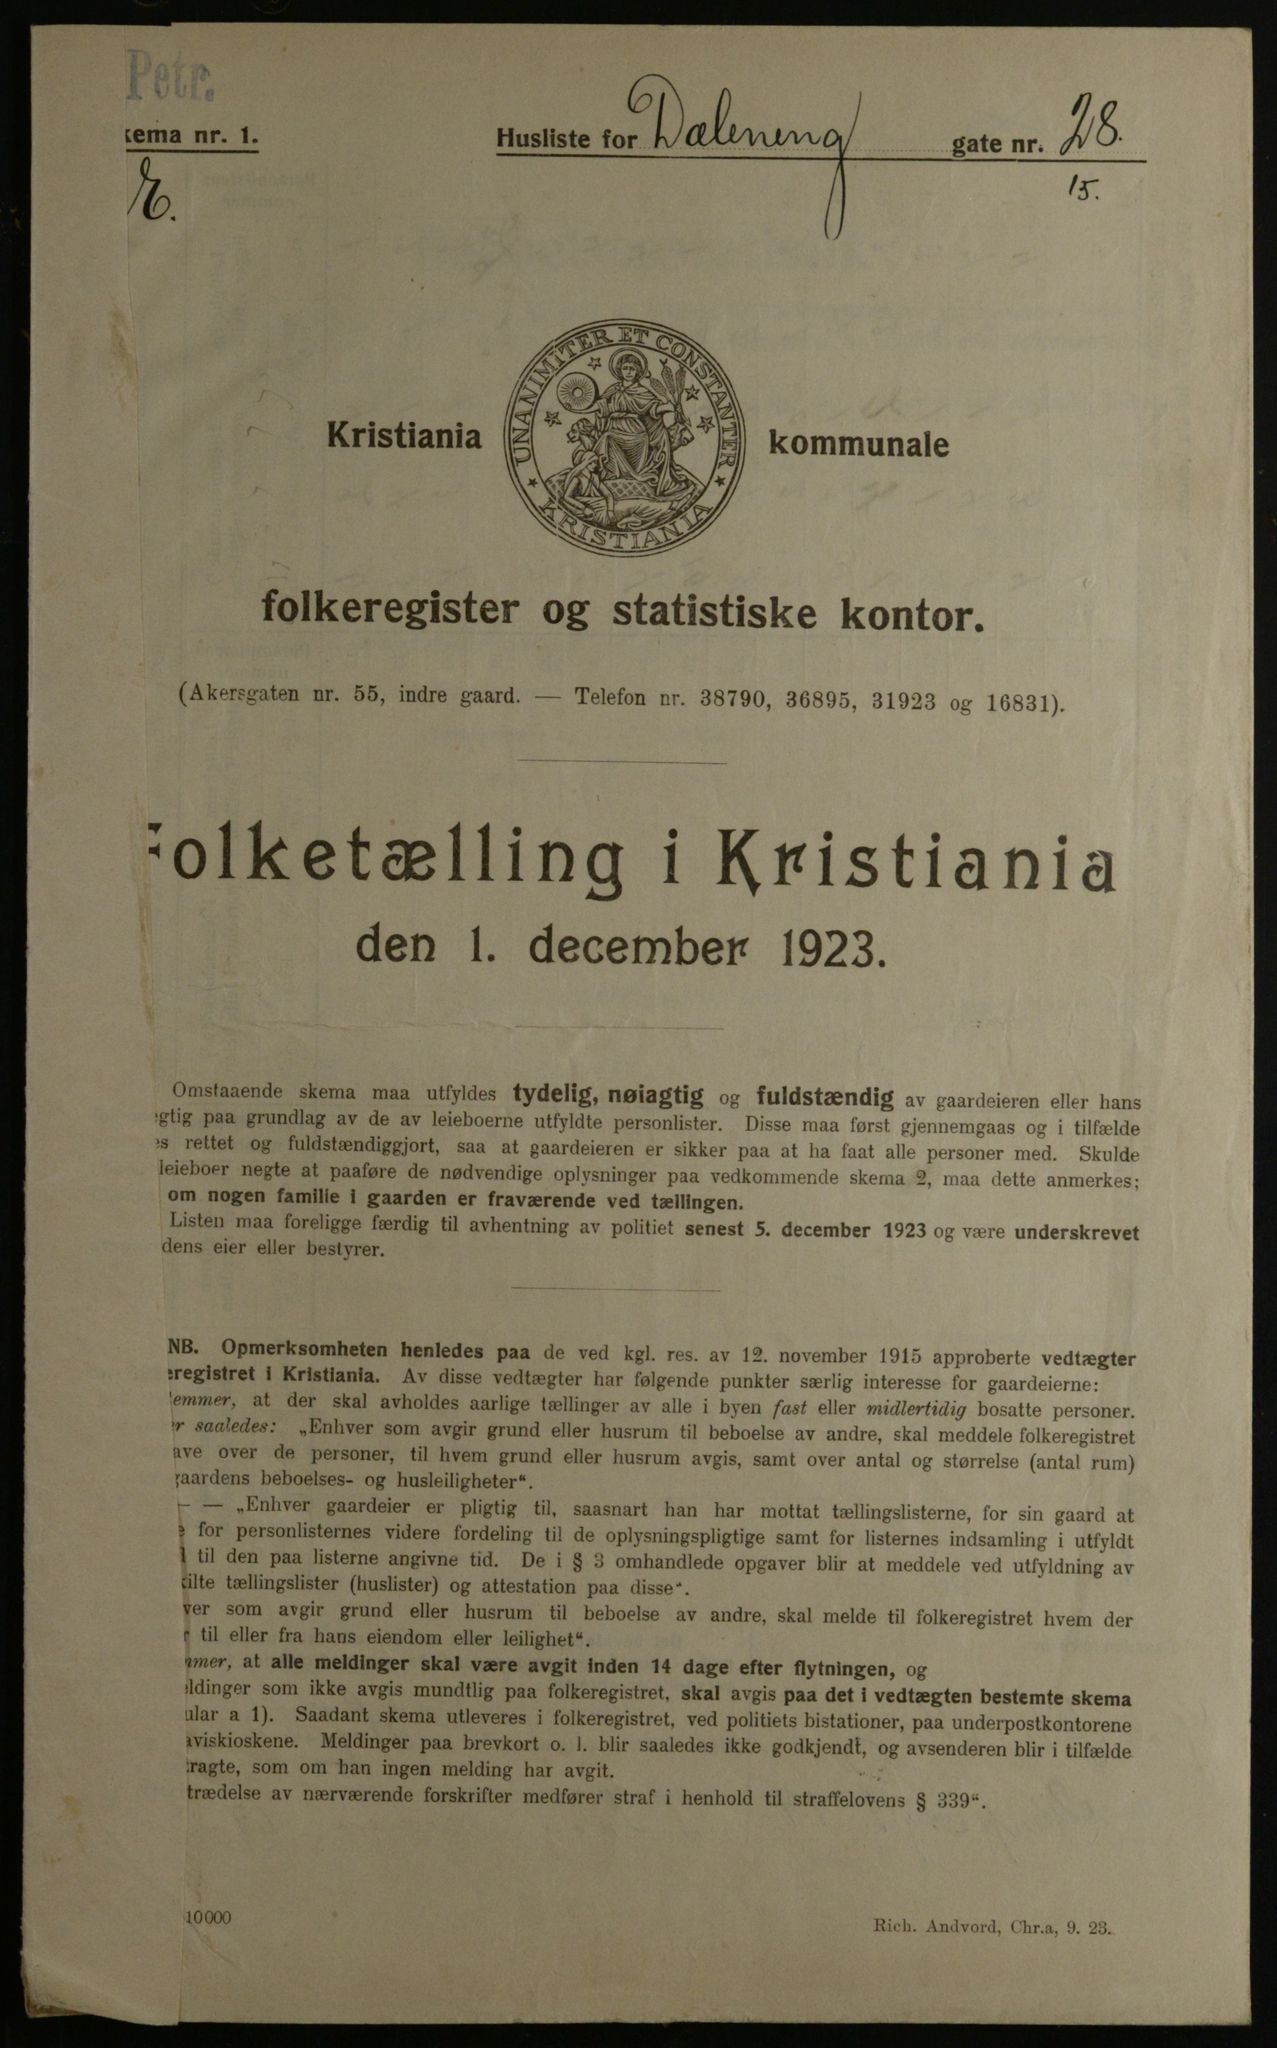 Petr.
kema nr. 1.
Husliste for Dælenеng gate nr. 28.
E.
15.
UNANIMITER ET CONSTANTER
KRISTIANIA
Kristiania kommunale
folkeregister og statistiske kontor.
(Akersgaten nr. 55, indre gaard. — Telefon nr. 38790, 36895, 31923 og 16831).
Folketælling i Kristiania
den 1. december 1923.
Omstaaende skema maa utfyldes tydelig, nøiagtig og fuldstændig av gaardeieren eller hans
gtig paa grundlag av de av leieboerne utfyldte personlister. Disse maa først gjennemgaas og i tilfælde
s rettet og fuldstændiggjort, saa at gaardeieren er sikker paa at ha faat alle personer med. Skulde
leieboer negte at paaføre de nødvendige oplysninger paa vedkommende skema 2, maa dette anmerkes;
om nogen familie i gaarden er fraværende ved tællingen.
Listen maa foreligge færdig til avhentning av politiet senest 5. december 1923 og være underskrevet
dens eier eller bestyrer.
NB. Opmerksomheten henledes paa de ved kgl. res. av 12. november 1915 approberte vedtægter
eregistret i Kristiania. Av disse vedtægter har følgende punkter særlig interesse for gaardeierne:
emmer, at der skal avholdes aarlige tællinger av alle i byen fast eller midlertidig bosatte personer.
r saaledes: „Enhver som avgir grund eller husrum til beboelse av andre, skal meddele folkeregistret
ave over de personer, til hvem grund eller husrum avgis, samt over antal og størrelse (antal rum)
gaardens beboelses- og husleiligheter“.
— — „Enhver gaardeier er pligtig til, saasnart han har mottat tællingslisterne, for sin gaard at
e for personlisternes videre fordeling til de oplysningspligtige samt for listernes indsamling i utfyldt
d til den paa listerne angivne tid. De i § 3 omhandlede opgaver blir at meddele ved utfyldning av
ilte tællingslister (huslister) og attestation paa disse“.
ver som avgir grund eller husrum til beboelse av andre, skal melde til folkeregistret hvem der
r til eller fra hans eiendom eller leilighet“.
mmer, at alle meldinger skal være avgit inden 14 dage efter flytningen, og
eldinger som ikke avgis mundtlig paa folkeregistret, skal avgis paa det i vedtægten bestemte skema
ular a 1). Saadant skema utleveres i folkeregistret, ved politiets bistationer, paa underpostkontorene
aviskioskene. Meldinger paa brevkort o. l. blir saaledes ikke godkjendt, og avsenderen blir i tilfælde
tragte, som om han ingen melding har avgit.
trædelse av nærværende forskrifter medfører straf i henhold til straffelovens § 339“.
10000
Rich. Andvord, Chr.a, 9. 23.